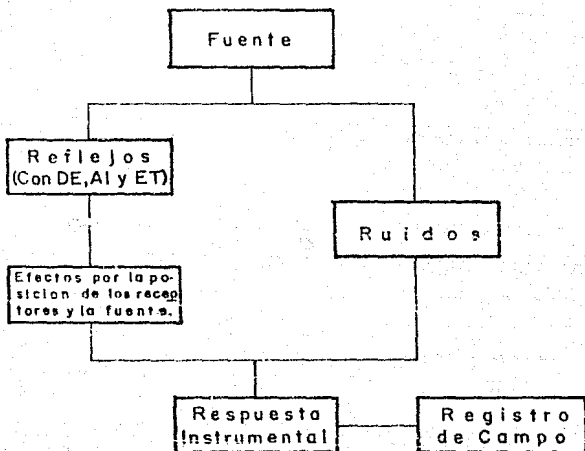 Fuente
Reflejos
(Con DE, AI y ET)
Ruidos
Efectos por la po-
sicion de los recep
tores y la fuente.
Respuesta
Instrumental
Registro
de Campo